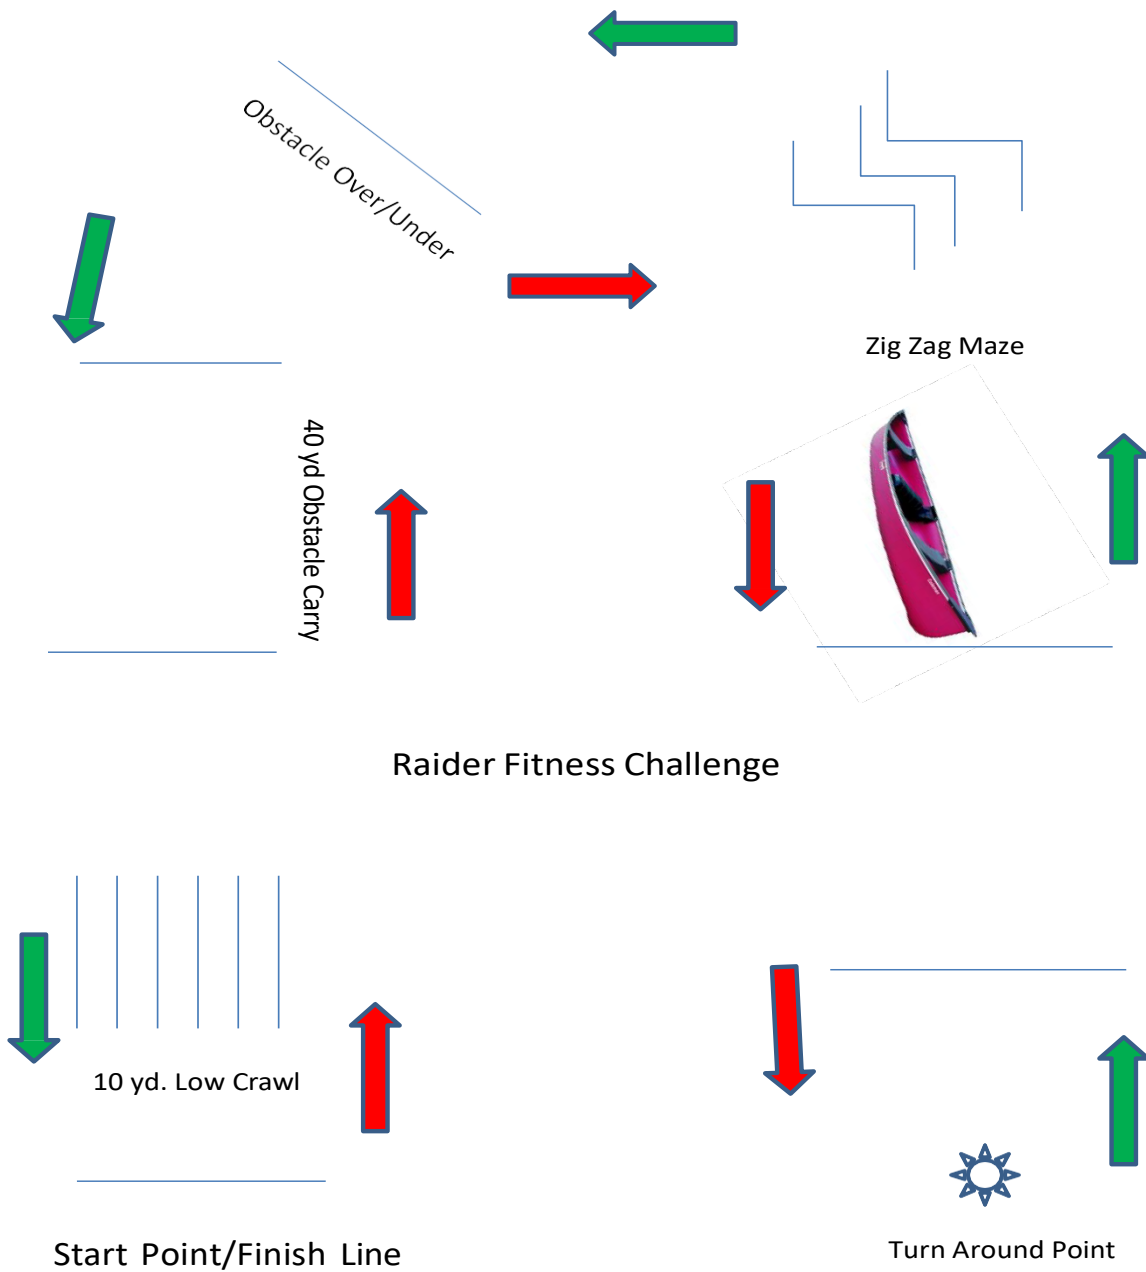 Obstacle Over/Under
Zig Zag Maze
40 yd Obstacle Carry
Raider Fitness Challenge
10 yd. Low Crawl
Start Point/Finish Line
Turn Around Point